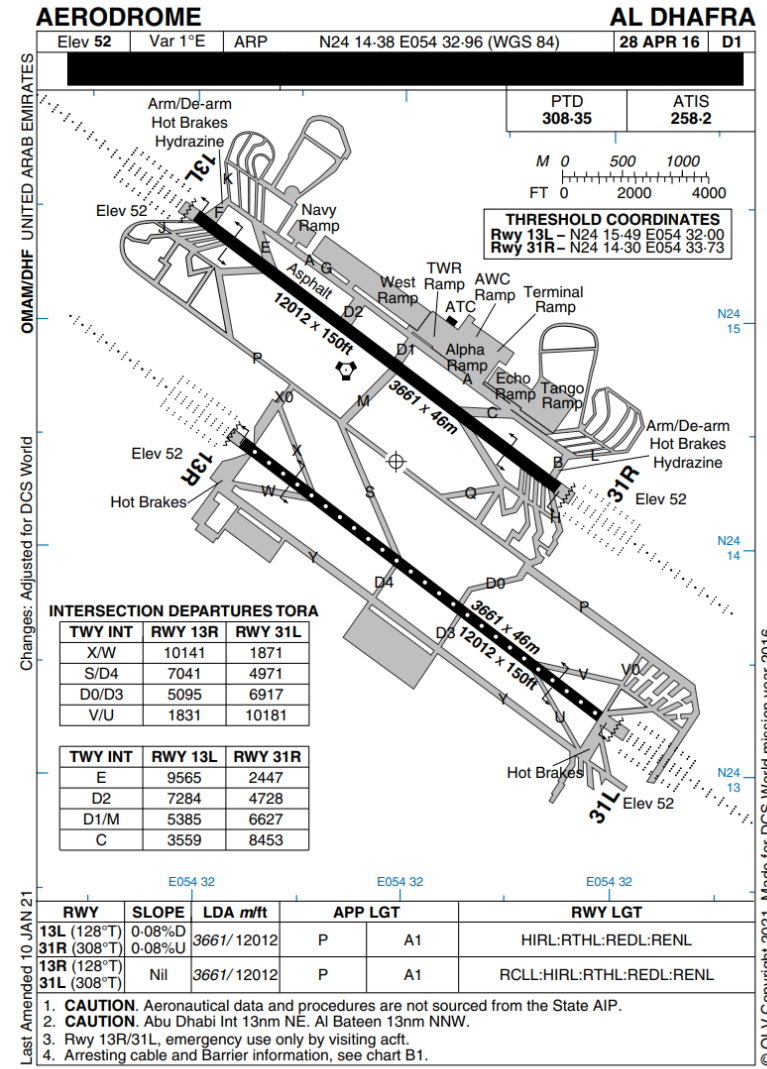 AERODROME AL DHAFRA
Elev 52 Var 1°E ARP N24 14·38 E054 32·96 (WGS 84) 28 APR 16 D1
PTD
308·35
ATIS
258·2
M 0 500 1000
FT 0 2000 4000
THRESHOLD COORDINATES
Rwy 13L – N24 15·49 E054 32·00
Rwy 31R – N24 14·30 E054 33·73
OMAM/DHF UNITED ARAB EMIRATES
Changes: Adjusted for DCS World
Last Amended 10 JAN 21
Arm/De-arm
Hot Brakes
Hydrazine
13L
K
Elev 52
F
J
E
Navy
Ramp
A
G
Asphalt
12012 x 150ft
D2
West
Ramp
TWR
Ramp
ATC
AWC
Ramp
Terminal
Ramp
N24
15
D1
Alpha
Ramp
A
P
3661 x 46m
Echo
Ramp
Tango
Ramp
X0
M
C
Arm/De-arm
Hot Brakes
Hydrazine
Elev 52
13R
X
B
L
31R
Elev 52
Hot Brakes
W
S
Q
H
N24
14
Y
D4
D0
P
3661 x 46m
12012 x 150ft
D3
V
V0
Y
U
Hot Brakes
31L
Elev 52
N24
13
INTERSECTION DEPARTURES TORA
TWY INT RWY 13R RWY 31L
X/W 10141 1871
S/D4 7041 4971
D0/D3 5095 6917
V/U 1831 10181
TWY INT RWY 13L RWY 31R
E 9565 2447
D2 7284 4728
D1/M 5385 6627
C 3559 8453
E054 32 E054 32 E054 32
RWY SLOPE LDA m/ft APP LGT RWY LGT
13L (128°T) 0·08%D
31R (308°T) 0·08%U
3661/ 12012 P A1 HIRL:RTHL:REDL:RENL
13R (128°T)
31L (308°T)
Nil 3661/ 12012 P A1 RCLL:HIRL:RTHL:REDL:RENL
1. CAUTION. Aeronautical data and procedures are not sourced from the State AIP.
2. CAUTION. Abu Dhabi Int 13nm NE. Al Bateen 13nm NNW.
3. Rwy 13R/31L, emergency use only by visiting acft.
4. Arresting cable and Barrier information, see chart B1.
Copyright 2021. Made for DCS World mission year 2016